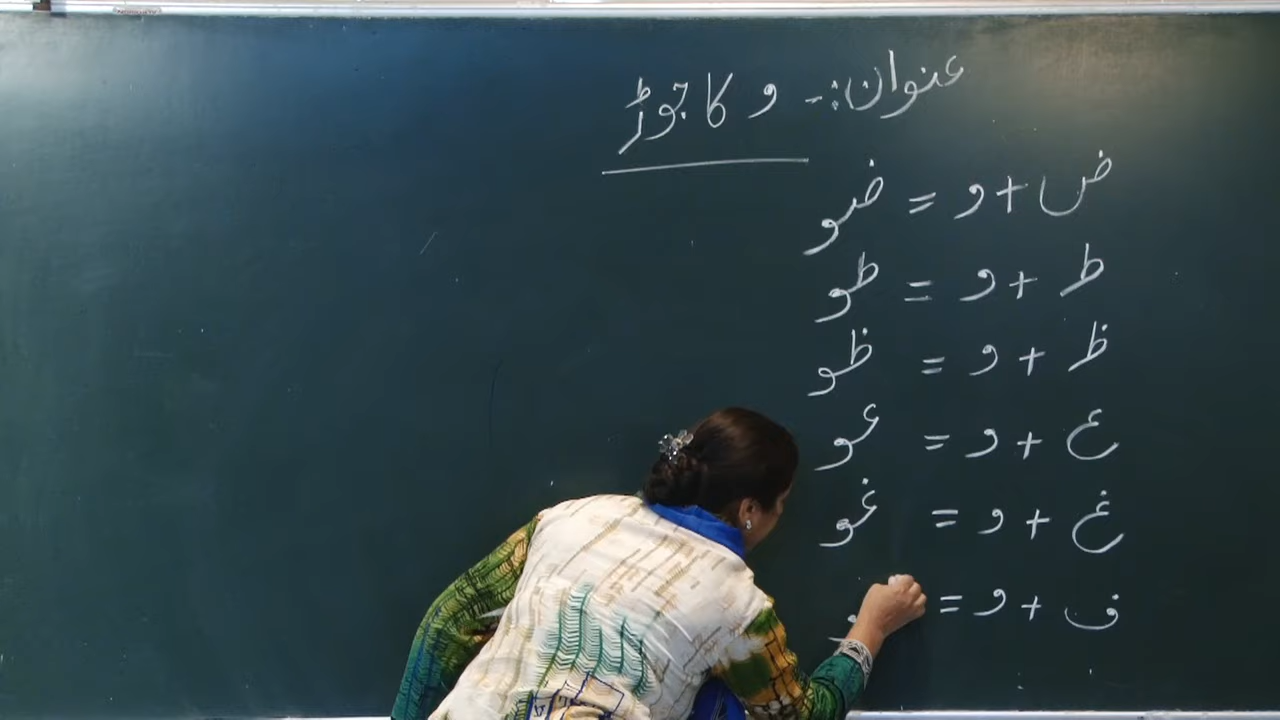 عنوان:- و کا جوڑ
ض + و = ضو
ط + و = طو
ظ + و = ظو
ع + و = عو
غ + و = غو
ف + و =